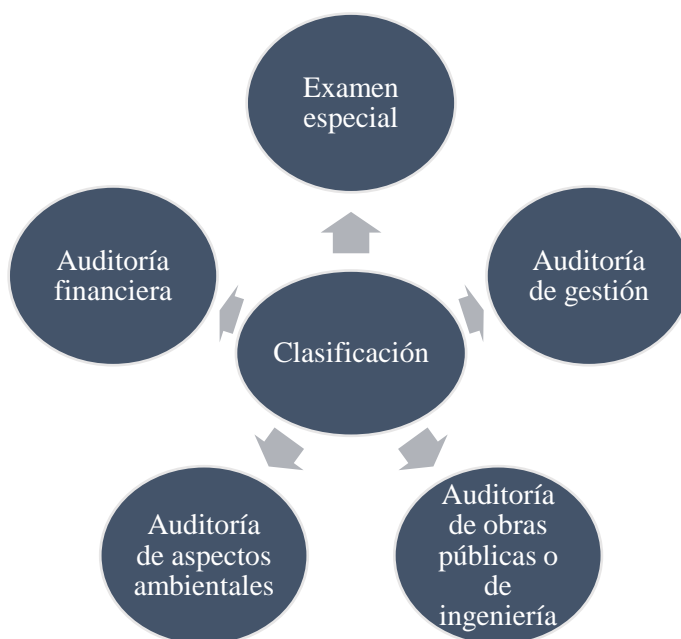 Examen
especial
Auditoría
financiera
Auditoría
de gestión
Clasificación
Auditoría
de aspectos
ambientales
Auditoría
de obras
públicas o
de
ingeniería